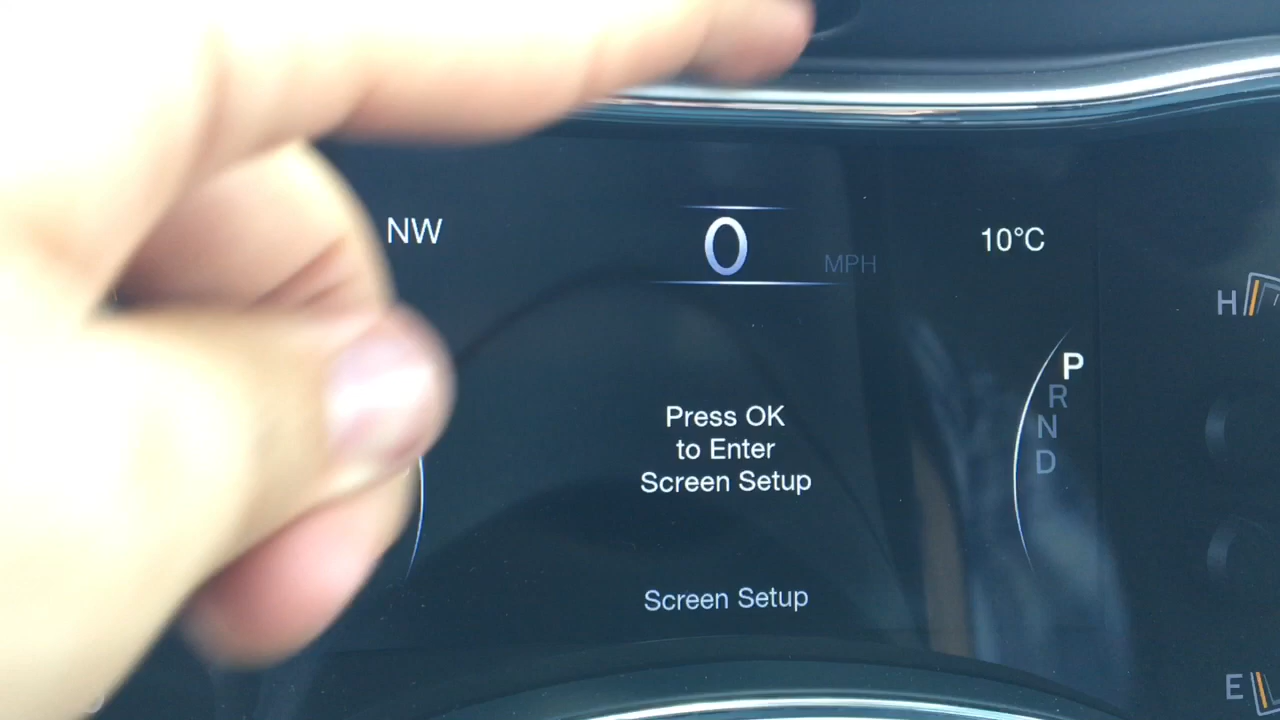 NW
0
MPH
10°C
H
P
R
N
D
Press OK
to Enter
Screen Setup
Screen Setup
E